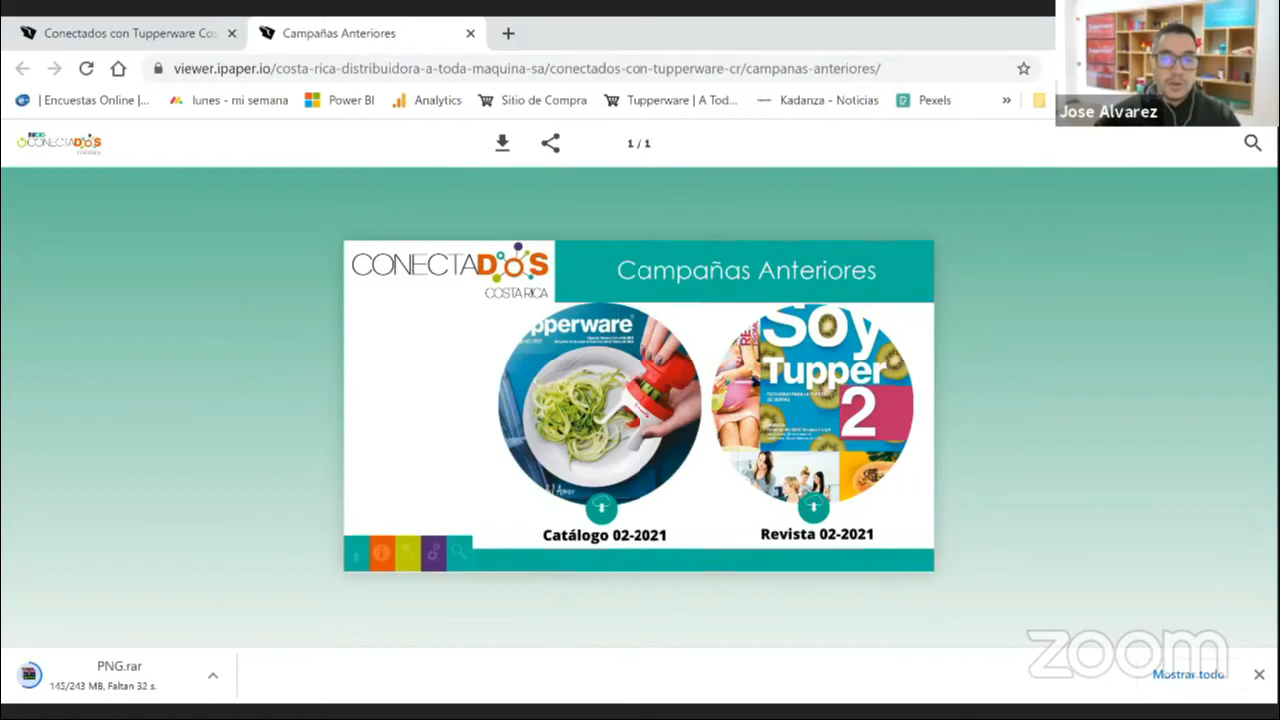 Conectados con Tupperware Cos
Campañas Anteriores
viewer.ipaper.io/costa-rica-distribuidora-a-toda-maquina-sa/conectados-con-tupperware-cr/campanas-anteriores/
| Encuestas Online |...
lunes - mi semana
Power BI
Analytics
Sitio de Compra
Tupperware | A Tod...
Kadanza - Noticias
Pexels
»
Jose Alvarez
INICIO
CONECTADOS
1 / 1
CONECTADOS
COSTA RICA
Campañas Anteriores
pperware
Soy
Tupper
2
Catálogo 02-2021
Revista 02-2021
PNG.rar
145/243 MB, Faltan 32 s.
zoom
Mostrar todo